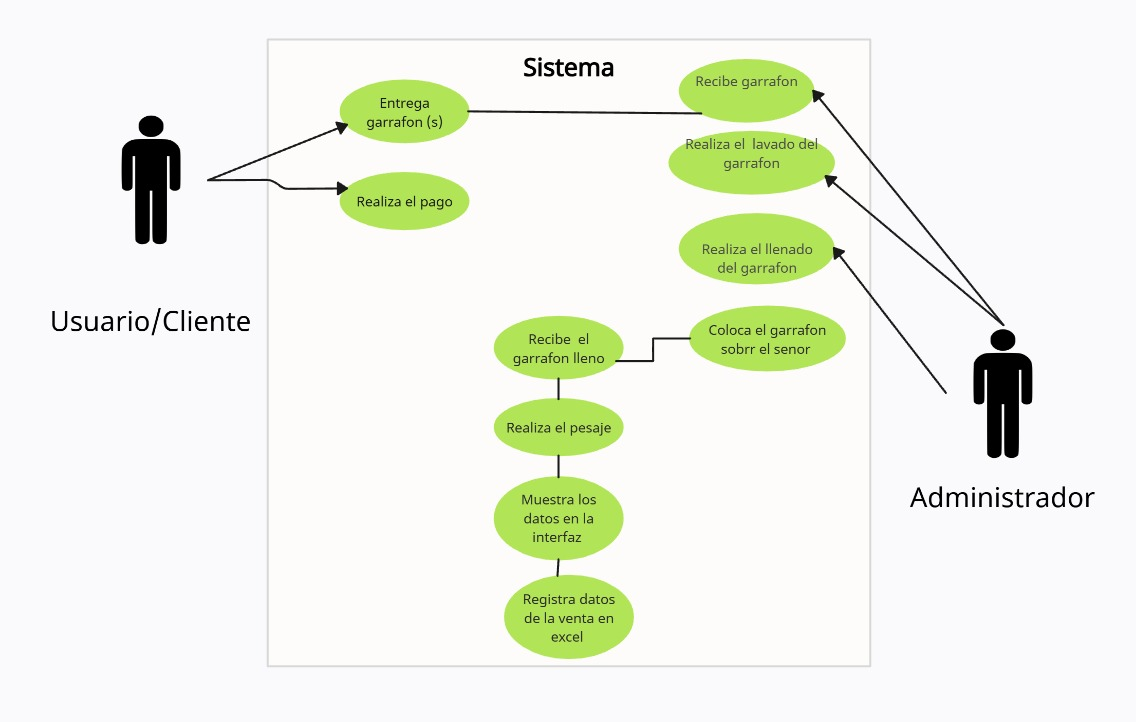 Sistema
Entrega
garrafon (s)
Recibe garrafon
Realiza el lavado del
garrafon
Realiza el pago
Realiza el llenado
del garrafon
Usuario/Cliente
Recibe el
garrafon lleno
Coloca el garrafon
sobrr el senor
Realiza el pesaje
Muestra los
datos en la
interfaz
Administrador
Registra datos
de la venta en
excel